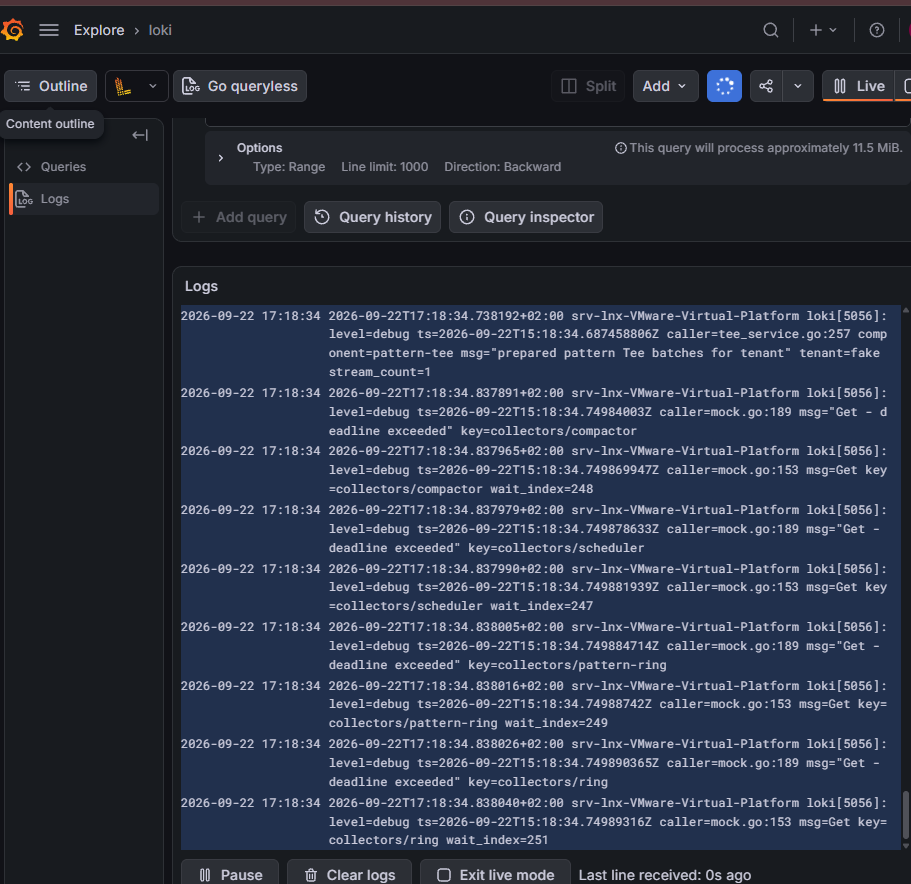 Explore › loki
Outline
Go queryless
Split
Add
Live
Content outline
Queries
Logs
Options
This query will process approximately 11.5 MiB.
Type: Range Line limit: 1000 Direction: Backward
+ Add query
Query history
Query inspector
Logs
2026-09-22 17:18:34 2026-09-22T17:18:34.738192+02:00 srv-lnx-VMware-Virtual-Platform loki[5056]:
level=debug ts=2026-09-22T15:18:34.687458806Z caller=tee_service.go:257 comp
onent=pattern-tee msg="prepared pattern Tee batches for tenant" tenant=fake
stream_count=1
2026-09-22 17:18:34 2026-09-22T17:18:34.837891+02:00 srv-lnx-VMware-Virtual-Platform loki[5056]:
level=debug ts=2026-09-22T15:18:34.74984003Z caller=mock.go:189 msg="Get - d
eadline exceeded" key=collectors/compactor
2026-09-22 17:18:34 2026-09-22T17:18:34.837965+02:00 srv-lnx-VMware-Virtual-Platform loki[5056]:
level=debug ts=2026-09-22T15:18:34.749869947Z caller=mock.go:153 msg=Get key
=collectors/compactor wait_index=248
2026-09-22 17:18:34 2026-09-22T17:18:34.837979+02:00 srv-lnx-VMware-Virtual-Platform loki[5056]:
level=debug ts=2026-09-22T15:18:34.749878633Z caller=mock.go:189 msg="Get -
deadline exceeded" key=collectors/scheduler
2026-09-22 17:18:34 2026-09-22T17:18:34.837990+02:00 srv-lnx-VMware-Virtual-Platform loki[5056]:
level=debug ts=2026-09-22T15:18:34.749881939Z caller=mock.go:153 msg=Get key
=collectors/scheduler wait_index=247
2026-09-22 17:18:34 2026-09-22T17:18:34.838005+02:00 srv-lnx-VMware-Virtual-Platform loki[5056]:
level=debug ts=2026-09-22T15:18:34.749884714Z caller=mock.go:189 msg="Get -
deadline exceeded" key=collectors/pattern-ring
2026-09-22 17:18:34 2026-09-22T17:18:34.838016+02:00 srv-lnx-VMware-Virtual-Platform loki[5056]:
level=debug ts=2026-09-22T15:18:34.74988742Z caller=mock.go:153 msg=Get key=
collectors/pattern-ring wait_index=249
2026-09-22 17:18:34 2026-09-22T17:18:34.838026+02:00 srv-lnx-VMware-Virtual-Platform loki[5056]:
level=debug ts=2026-09-22T15:18:34.749890365Z caller=mock.go:189 msg="Get -
deadline exceeded" key=collectors/ring
2026-09-22 17:18:34 2026-09-22T17:18:34.838040+02:00 srv-lnx-VMware-Virtual-Platform loki[5056]:
level=debug ts=2026-09-22T15:18:34.74989316Z caller=mock.go:153 msg=Get key=
collectors/ring wait_index=251
Pause
Clear logs
Exit live mode
Last line received: 0s ago